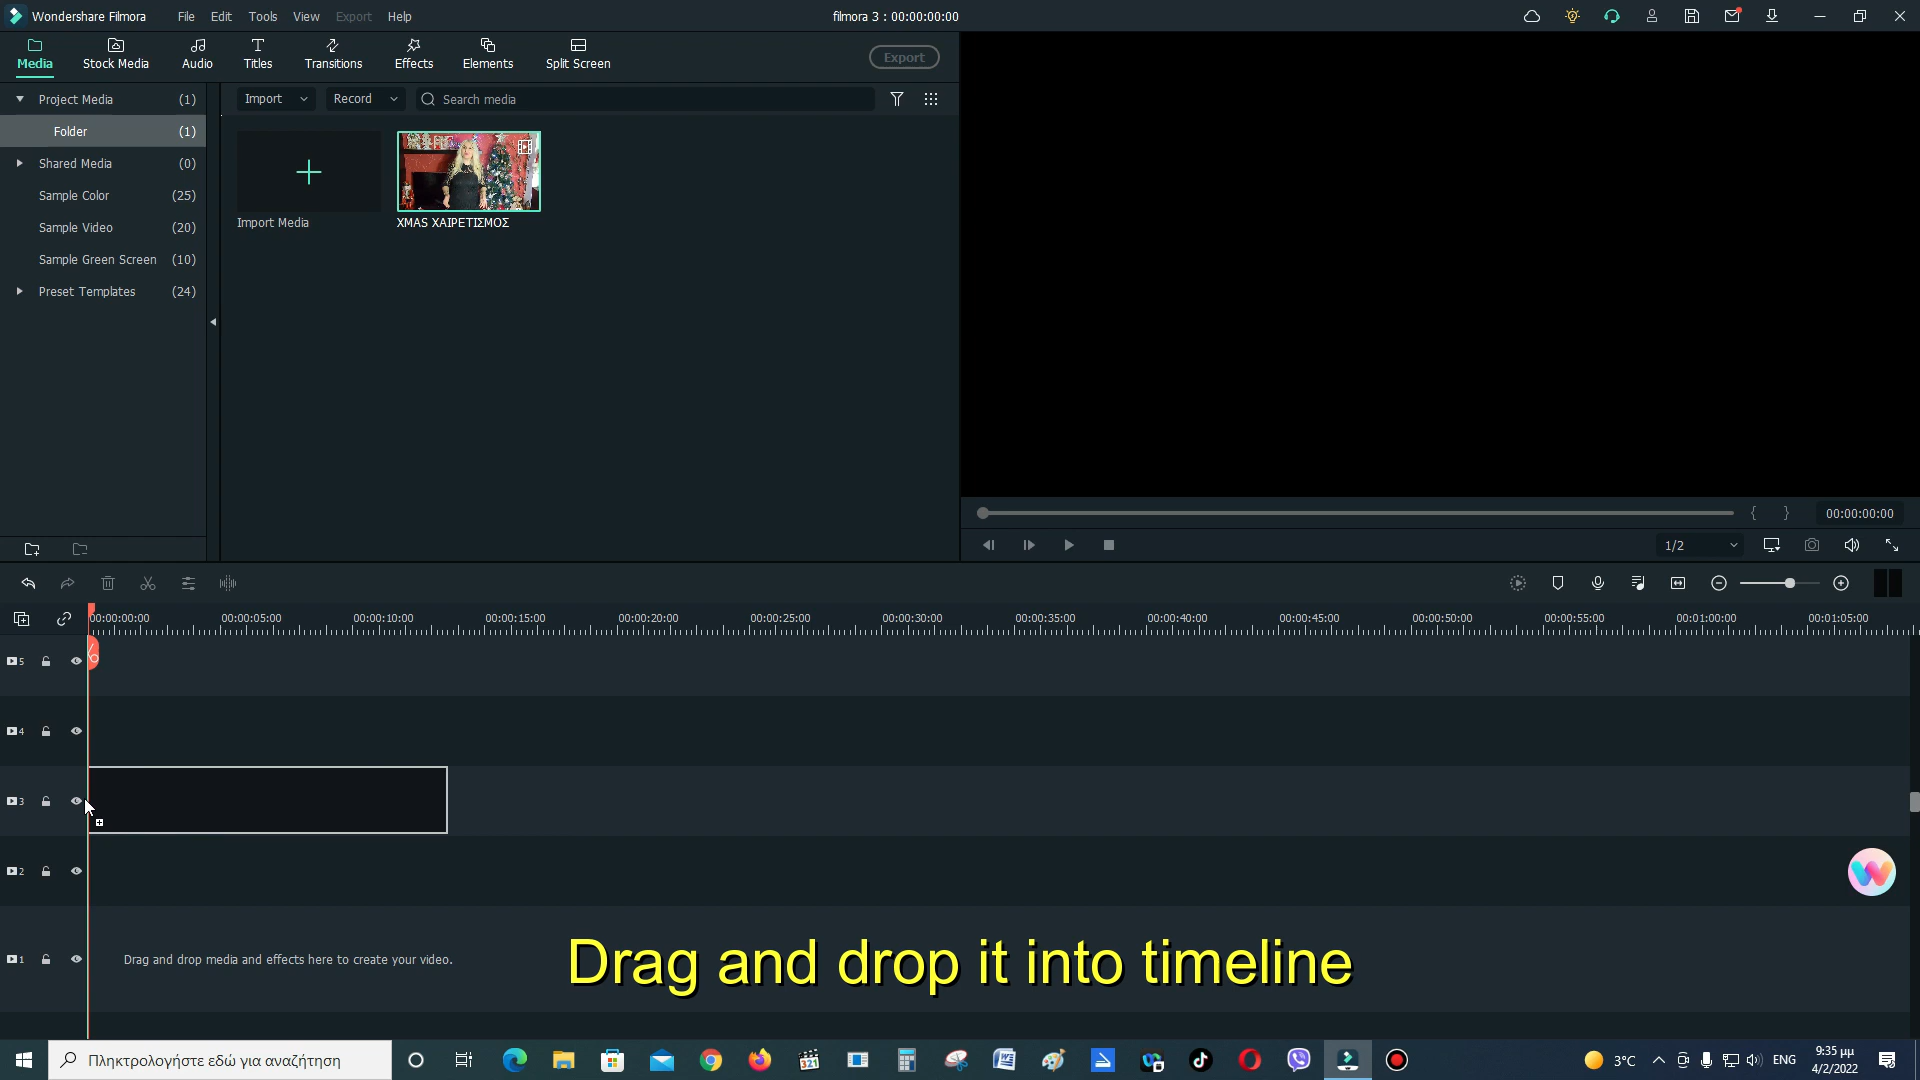 Wondershare Filmora File Edit Tools View Export Help filmora 3 : 00:00:00:00
Media Stock Media Audio Titles Transitions Effects Elements Split Screen Export
Project Media (1) Import Record Search media
Folder (1)
Shared Media (0)
Sample Color (25)
Sample Video (20)
Sample Green Screen (10)
Preset Templates (24)
Import Media XMAS ΧΑΙΡΕΤΙΣΜΟΣ
{ } 00:00:00:00
1/2
00:00:00:00 00:00:05:00 00:00:10:00 00:00:15:00 00:00:20:00 00:00:25:00 00:00:30:00 00:00:35:00 00:00:40:00 00:00:45:00 00:00:50:00 00:00:55:00 00:01:00:00 00:01:05:00
5
4
3
2
1 Drag and drop media and effects here to create your video.
Drag and drop it into timeline
Πληκτρολογήστε εδώ για αναζήτηση 321 3°C ENG 9:35 μμ
4/2/2022